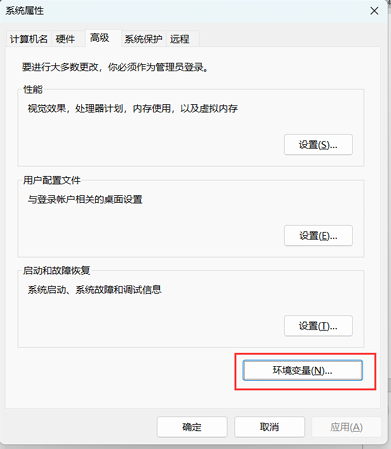 系统属性
计算机名 硬件 高级 系统保护 远程
要进行大多数更改，你必须作为管理员登录。
性能
视觉效果，处理器计划，内存使用，以及虚拟内存
设置(S)...
用户配置文件
与登录帐户相关的桌面设置
设置(E)...
启动和故障恢复
系统启动、系统故障和调试信息
设置(T)...
环境变量(N)...
确定 取消 应用(A)